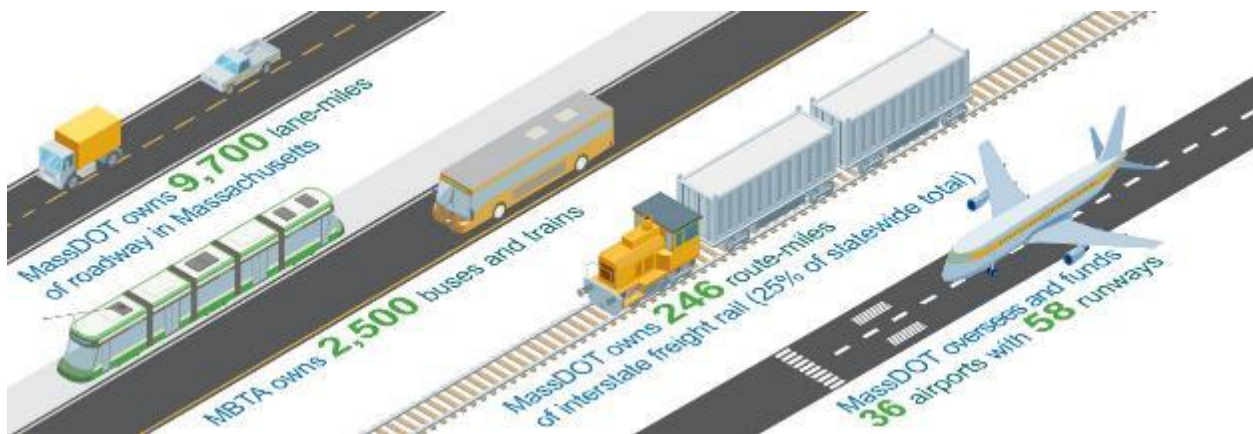 MassDOT owns 9,700 lane-miles
of roadway in Massachusetts
MBTA owns 2,500 buses and trains
MassDOT owns 246 route-miles
of interstate freight rail (25% of statewide total)
MassDOT oversees and funds
36 airports with 58 runways